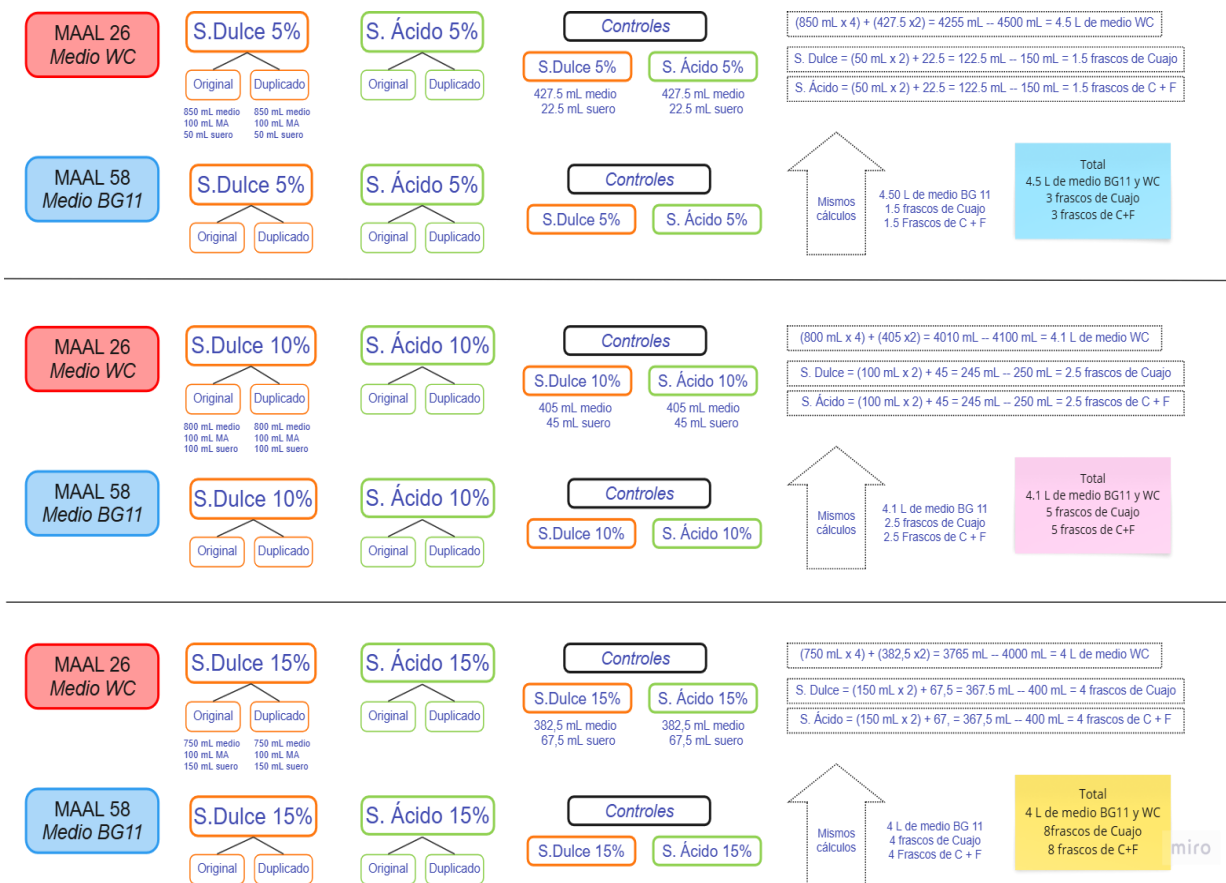 MAAL 26
Medio WC
S.Dulce 5%
Original
Duplicado
850 mL medio
100 mL MA
50 mL suero
850 mL medio
100 mL MA
50 mL suero
S. Ácido 5%
Original
Duplicado
Controles
S.Dulce 5%
427.5 mL medio
22.5 mL suero
S. Ácido 5%
427.5 mL medio
22.5 mL suero
(850 mL x 4) + (427.5 x2) = 4255 mL -- 4500 mL = 4.5 L de medio WC
S. Dulce = (50 mL x 2) + 22.5 = 122.5 mL -- 150 mL = 1.5 frascos de Cuajo
S. Ácido = (50 mL x 2) + 22.5 = 122.5 mL -- 150 mL = 1.5 frascos de C + F
MAAL 58
Medio BG11
S.Dulce 5%
Original
Duplicado
S. Ácido 5%
Original
Duplicado
Controles
S.Dulce 5%
S. Ácido 5%
Mismos
cálculos
4.50 L de medio BG 11
1.5 frascos de Cuajo
1.5 Frascos de C + F
Total
4.5 L de medio BG11 y WC
3 frascos de Cuajo
3 frascos de C+F
MAAL 26
Medio WC
S.Dulce 10%
Original
Duplicado
800 mL medio
100 mL MA
100 mL suero
800 mL medio
100 mL MA
100 mL suero
S. Ácido 10%
Original
Duplicado
Controles
S.Dulce 10%
405 mL medio
45 mL suero
S. Ácido 10%
405 mL medio
45 mL suero
(800 mL x 4) + (405 x2) = 4010 mL -- 4100 mL = 4.1 L de medio WC
S. Dulce = (100 mL x 2) + 45 = 245 mL -- 250 mL = 2.5 frascos de Cuajo
S. Ácido = (100 mL x 2) + 45 = 245 mL -- 250 mL = 2.5 frascos de C + F
MAAL 58
Medio BG11
S.Dulce 10%
Original
Duplicado
S. Ácido 10%
Original
Duplicado
Controles
S.Dulce 10%
S. Ácido 10%
Mismos
cálculos
4.1 L de medio BG 11
2.5 frascos de Cuajo
2.5 Frascos de C + F
Total
4.1 L de medio BG11 y WC
5 frascos de Cuajo
5 frascos de C+F
MAAL 26
Medio WC
S.Dulce 15%
Original
Duplicado
750 mL medio
100 mL MA
150 mL suero
750 mL medio
100 mL MA
150 mL suero
S. Ácido 15%
Original
Duplicado
Controles
S.Dulce 15%
382,5 mL medio
67,5 mL suero
S. Ácido 15%
382,5 mL medio
67,5 mL suero
(750 mL x 4) + (382,5 x2) = 3765 mL -- 4000 mL = 4 L de medio WC
S. Dulce = (150 mL x 2) + 67,5 = 367.5 mL -- 400 mL = 4 frascos de Cuajo
S. Ácido = (150 mL x 2) + 67, = 367,5 mL -- 400 mL = 4 frascos de C + F
MAAL 58
Medio BG11
S.Dulce 15%
Original
Duplicado
S. Ácido 15%
Original
Duplicado
Controles
S.Dulce 15%
S. Ácido 15%
Mismos
cálculos
4 L de medio BG 11
4 frascos de Cuajo
4 Frascos de C + F
Total
4 L de medio BG11 y WC
8frascos de Cuajo
8 frascos de C+F
miro